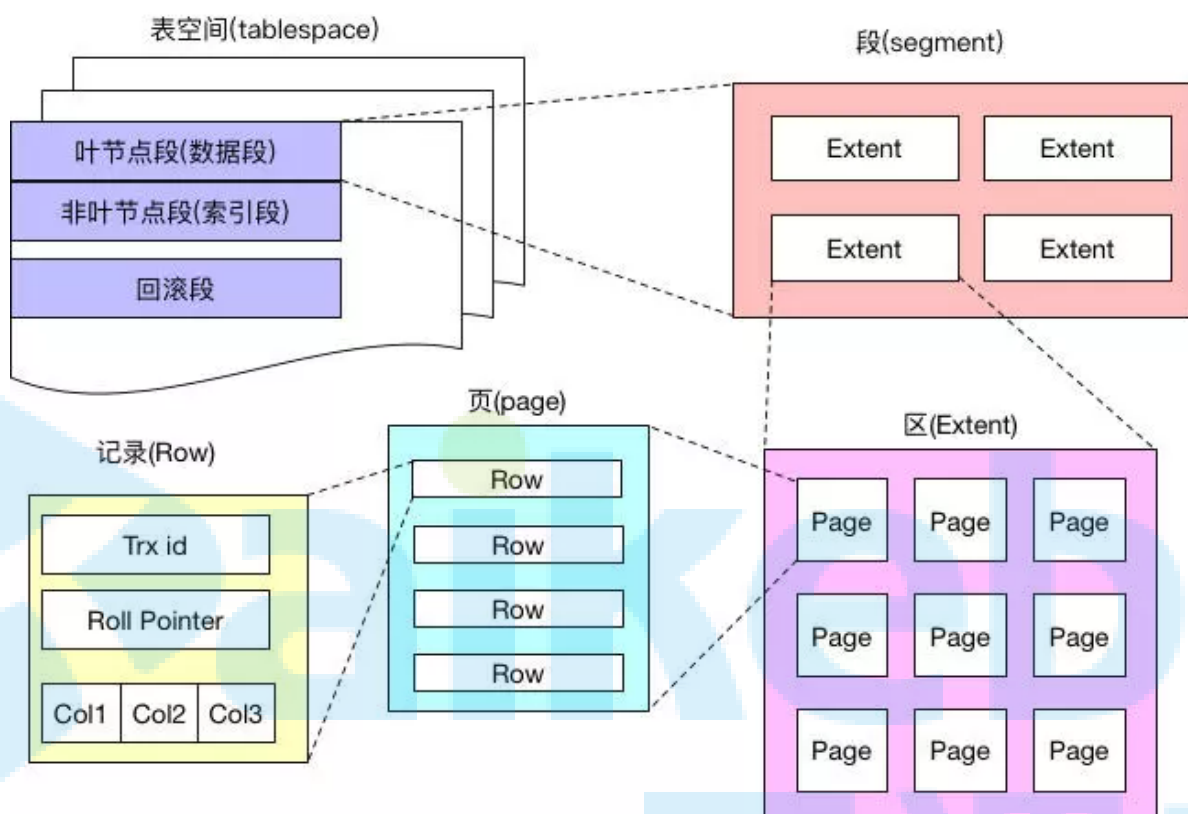 表空间(tablespace)
叶节点段(数据段)
非叶节点段(索引段)
回滚段
段(segment)
Extent Extent
Extent Extent
区(Extent)
Page Page Page
Page Page Page
Page Page Page
页(page)
Row
Row
Row
Row
记录(Row)
Trx id
Roll Pointer
Col1 Col2 Col3